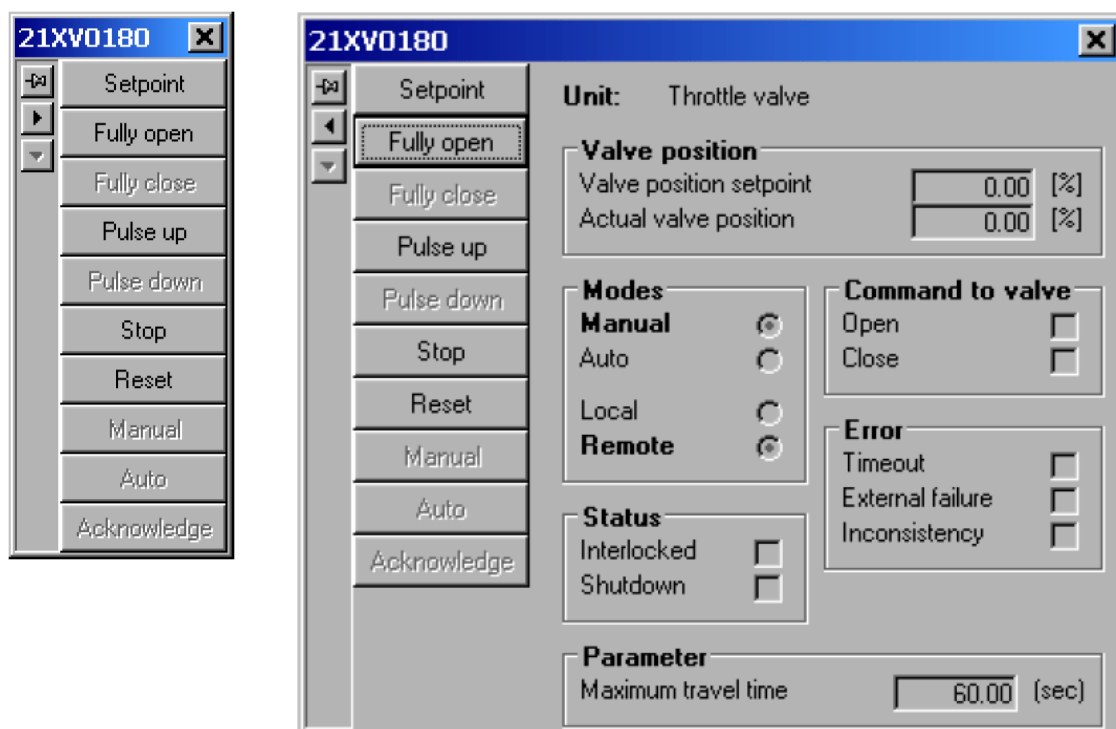 21XV0180
Setpoint
Fully open
Fully close
Pulse up
Pulse down
Stop
Reset
Manual
Auto
Acknowledge
21XV0180
Setpoint
Fully open
Fully close
Pulse up
Pulse down
Stop
Reset
Manual
Auto
Acknowledge
Unit: Throttle valve
Valve position
Valve position setpoint 0.00 [%]
Actual valve position 0.00 [%]
Modes
Manual
Auto
Local
Remote
Command to valve
Open
Close
Error
Timeout
External failure
Inconsistency
Status
Interlocked
Shutdown
Parameter
Maximum travel time 60.00 (sec)